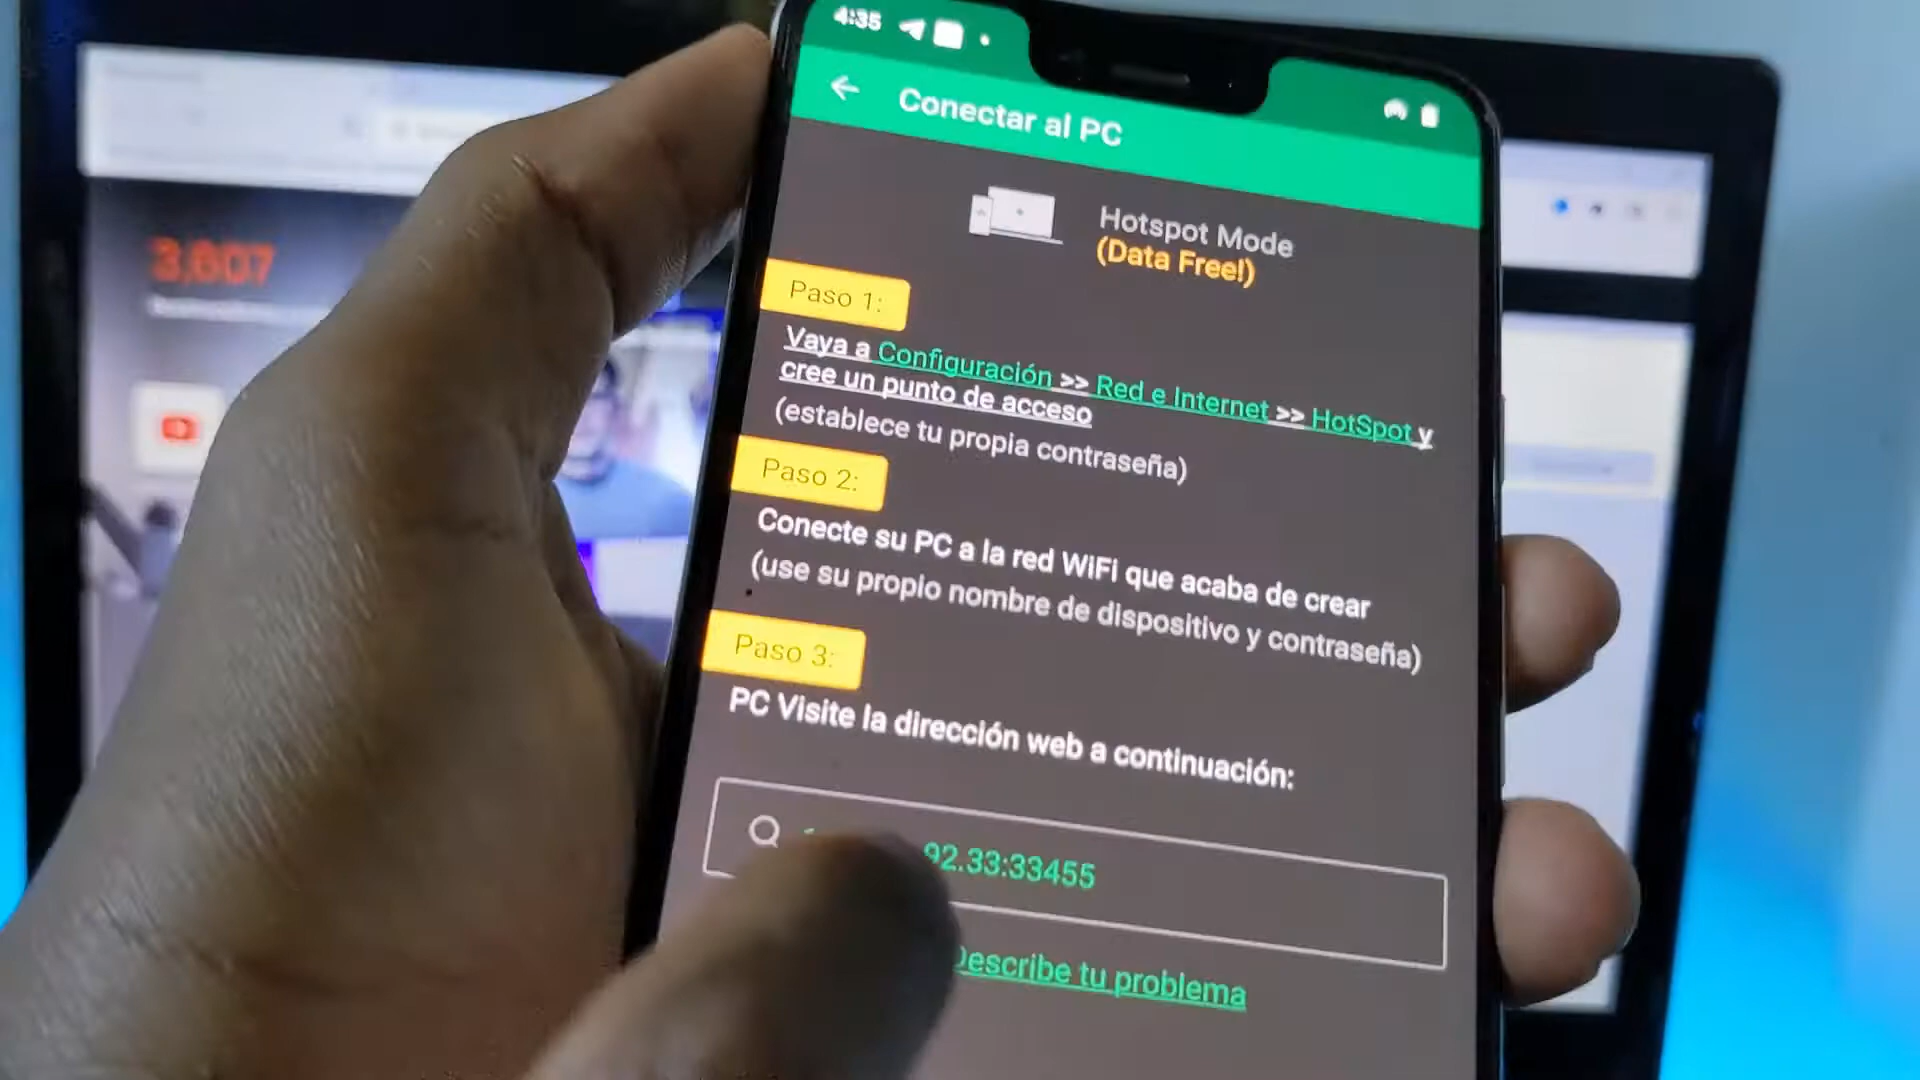 4:35
Conectar al PC
Hotspot Mode
(Data Free!)
Paso 1:
Vaya a Configuración >> Red e Internet >> HotSpot y
cree un punto de acceso
(establece tu propia contraseña)
Paso 2:
Conecte su PC a la red WiFi que acaba de crear
(use su propio nombre de dispositivo y contraseña)
Paso 3:
PC Visite la dirección web a continuación:
92.33:33455
Describe tu problema
3,607